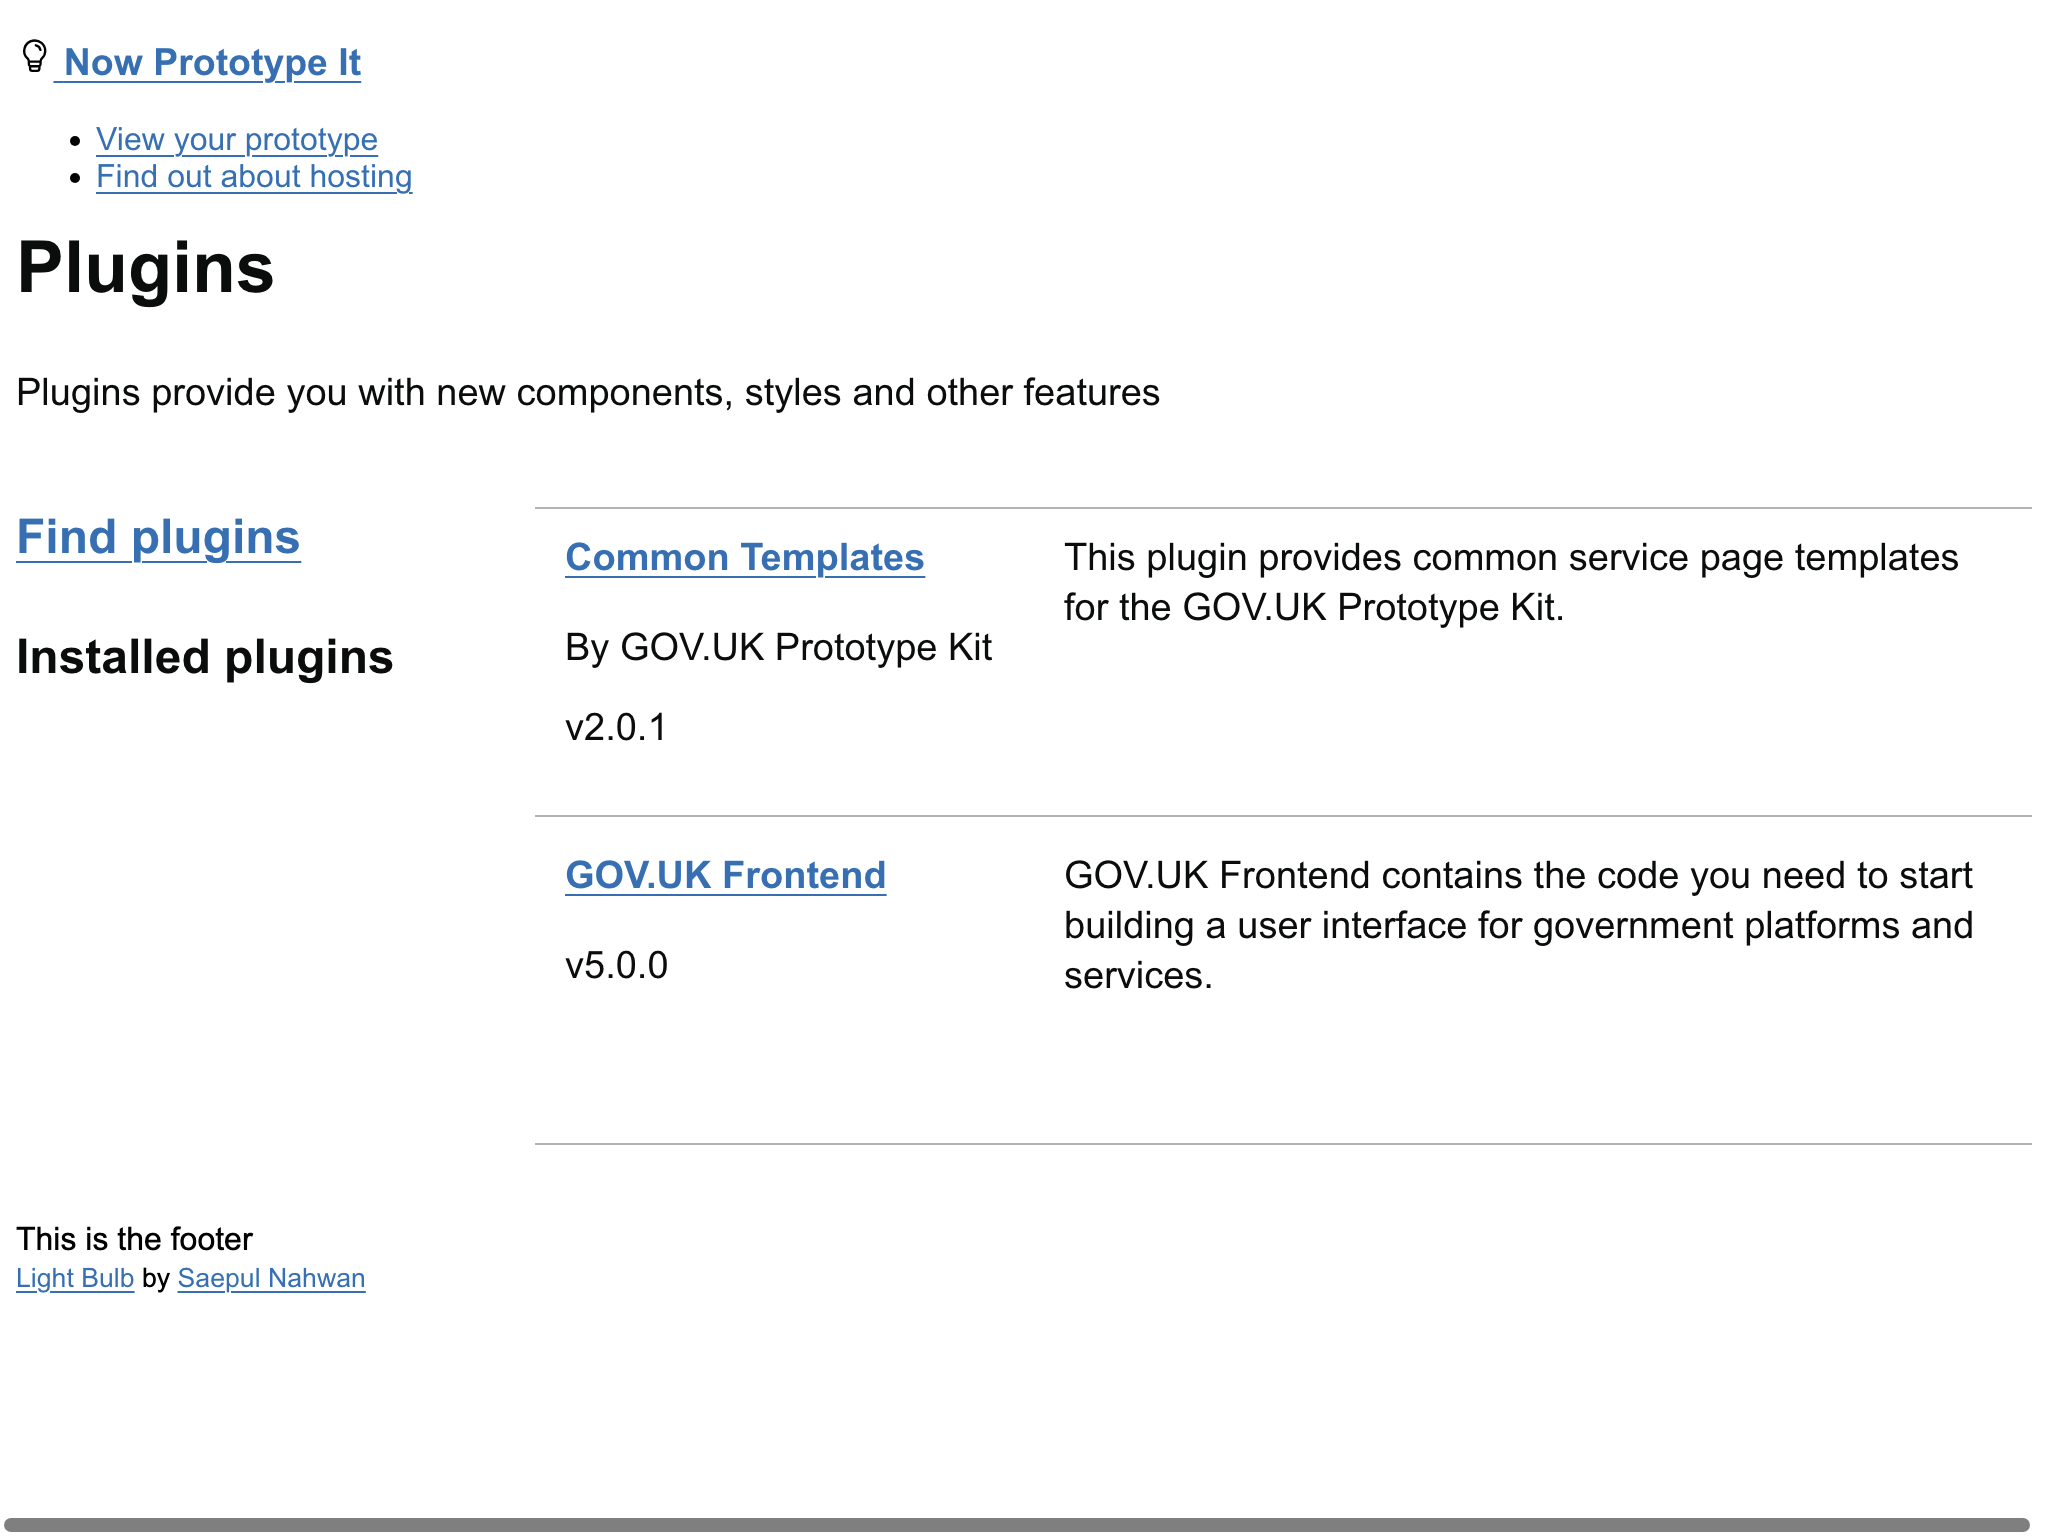 Now Prototype It
View your prototype
Find out about hosting
Plugins
Plugins provide you with new components, styles and other features
Find plugins
Installed plugins
Common Templates
By GOV.UK Prototype Kit
v2.0.1
This plugin provides common service page templates
for the GOV.UK Prototype Kit.
GOV.UK Frontend
v5.0.0
GOV.UK Frontend contains the code you need to start
building a user interface for government platforms and
services.
This is the footer
Light Bulb by Saepul Nahwan